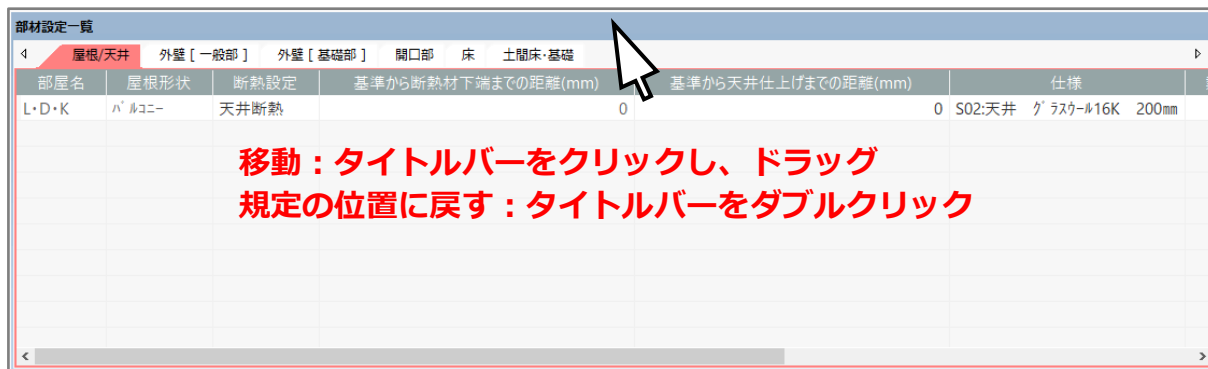 部材設定一覧
屋根/天井 外壁 [ 一般部 ] 外壁 [ 基礎部 ] 開口部 床 土間床・基礎
部屋名 屋根形状 断熱設定 基準から断熱材下端までの距離(mm) 基準から天井仕上げまでの距離(mm) 仕様
L・D・K ﾊﾞﾙｺﾆｰ 天井断熱 0 0 S02:天井 ｸﾞﾗｽｳｰﾙ16K 200㎜
移動：タイトルバーをクリックし、ドラッグ
規定の位置に戻す：タイトルバーをダブルクリック